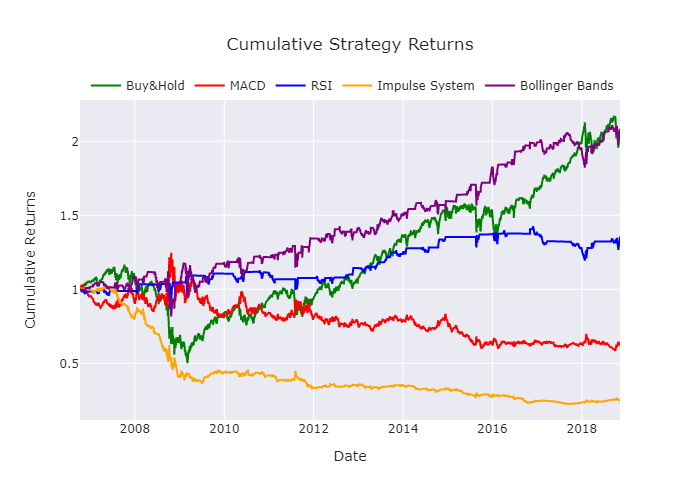 Cumulative Strategy Returns
Buy&Hold MACD RSI Impulse System Bollinger Bands
2
1.5
1
0.5
Cumulative Returns
2008 2010 2012 2014 2016 2018
Date